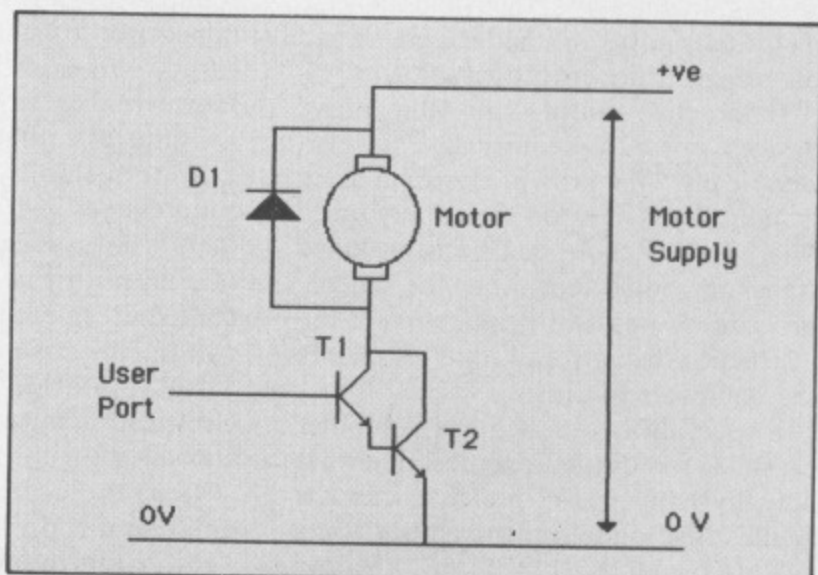 +ve
D1
Motor
Motor
Supply
T1
User
Port
T2
0V
0 V